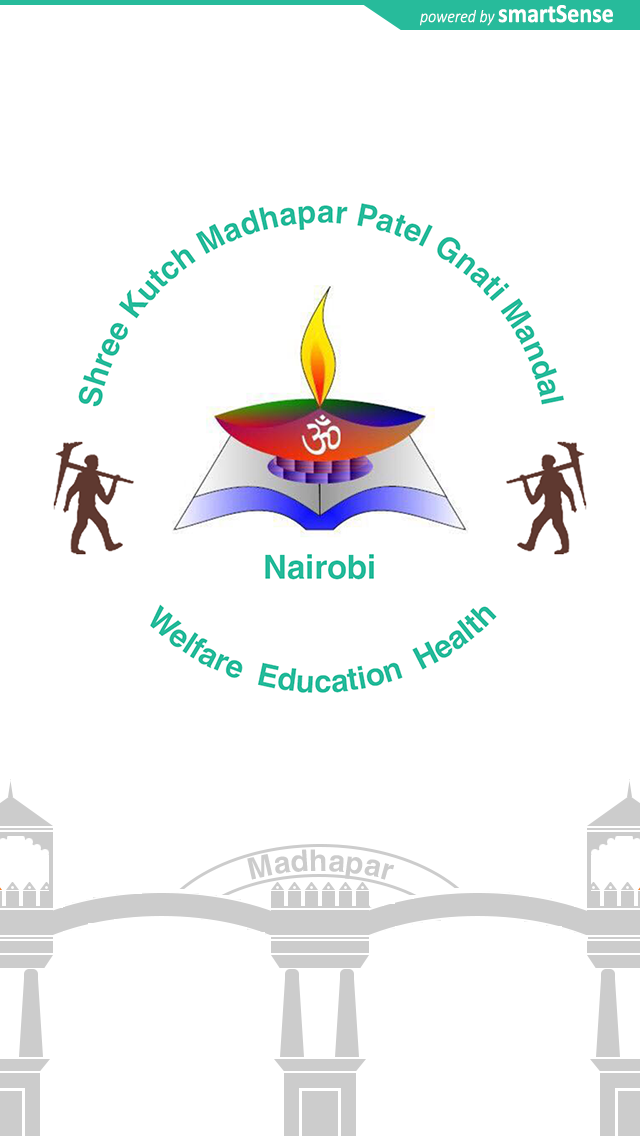 powered by smartSense
Shree Kutch Madhapar Patel Gnati Mandal
ॐ
Nairobi
Welfare Education Health
Madhapar